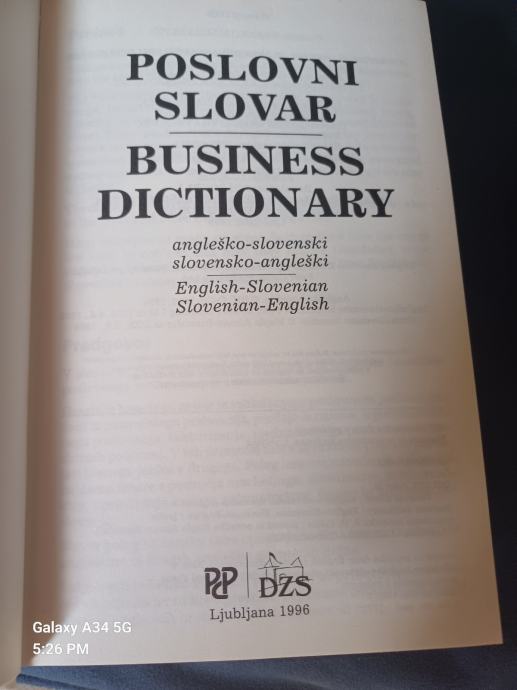 POSLOVNI
SLOVAR
BUSINESS
DICTIONARY
angleško-slovenski
slovensko-angleški
English-Slovenian
Slovenian-English
PCP DZS
Ljubljana 1996
Galaxy A34 5G
5:26 PM